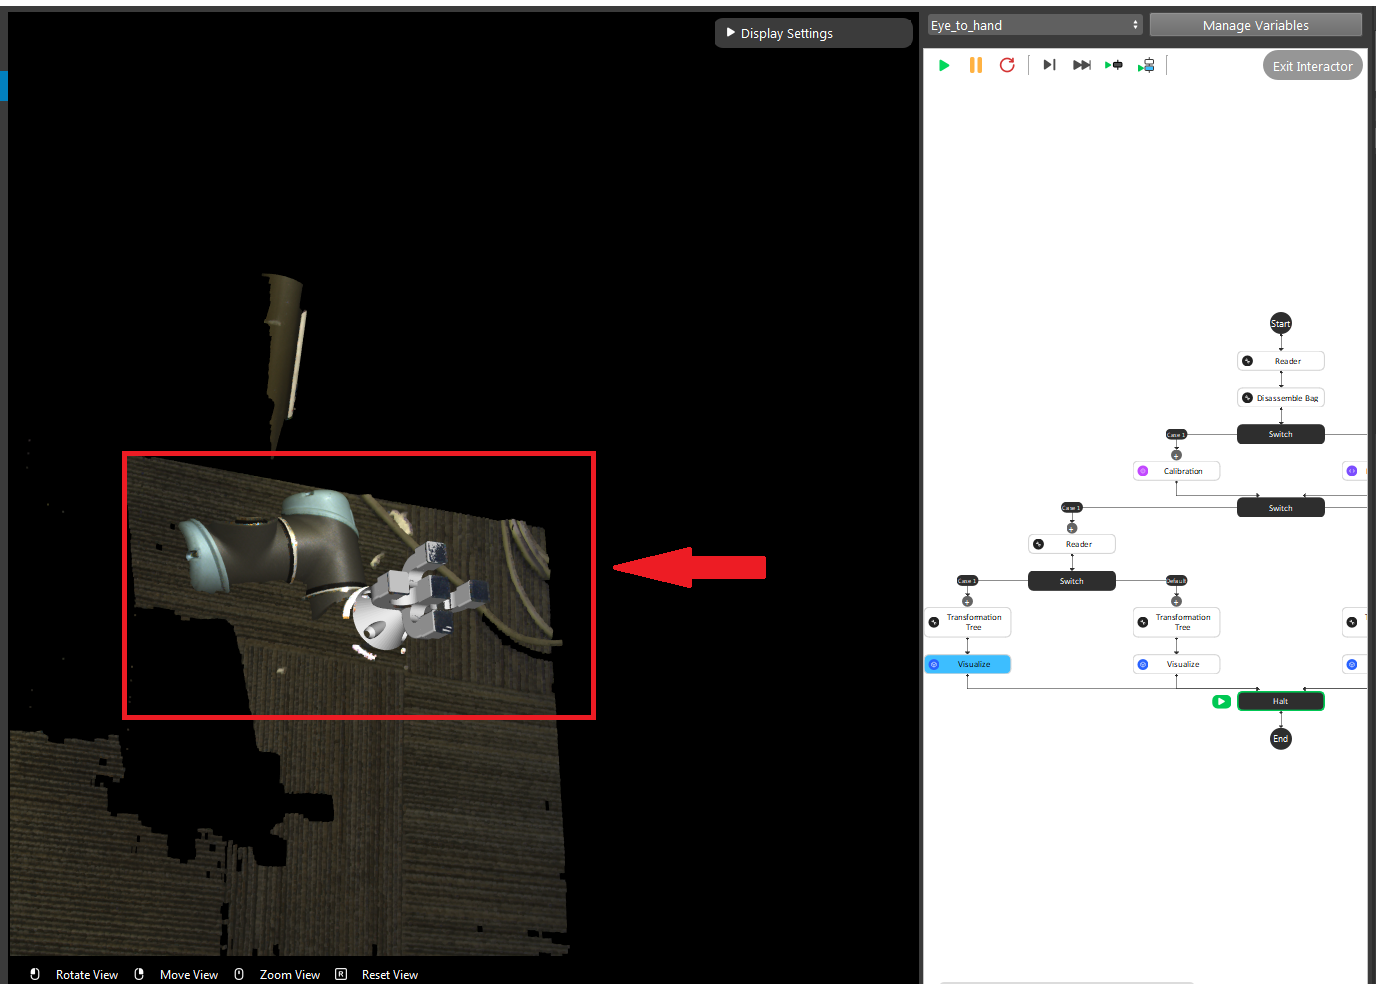 Display Settings
Eye_to_hand
Manage Variables
Exit Interactor
Start
Reader
Disassemble Bag
Case 1
Switch
Calibration
Case 1
Switch
Reader
Case 1
Switch
Default
Transformation
Tree
Transformation
Tree
Visualize
Visualize
Halt
End
Rotate View
Move View
Zoom View
R
Reset View